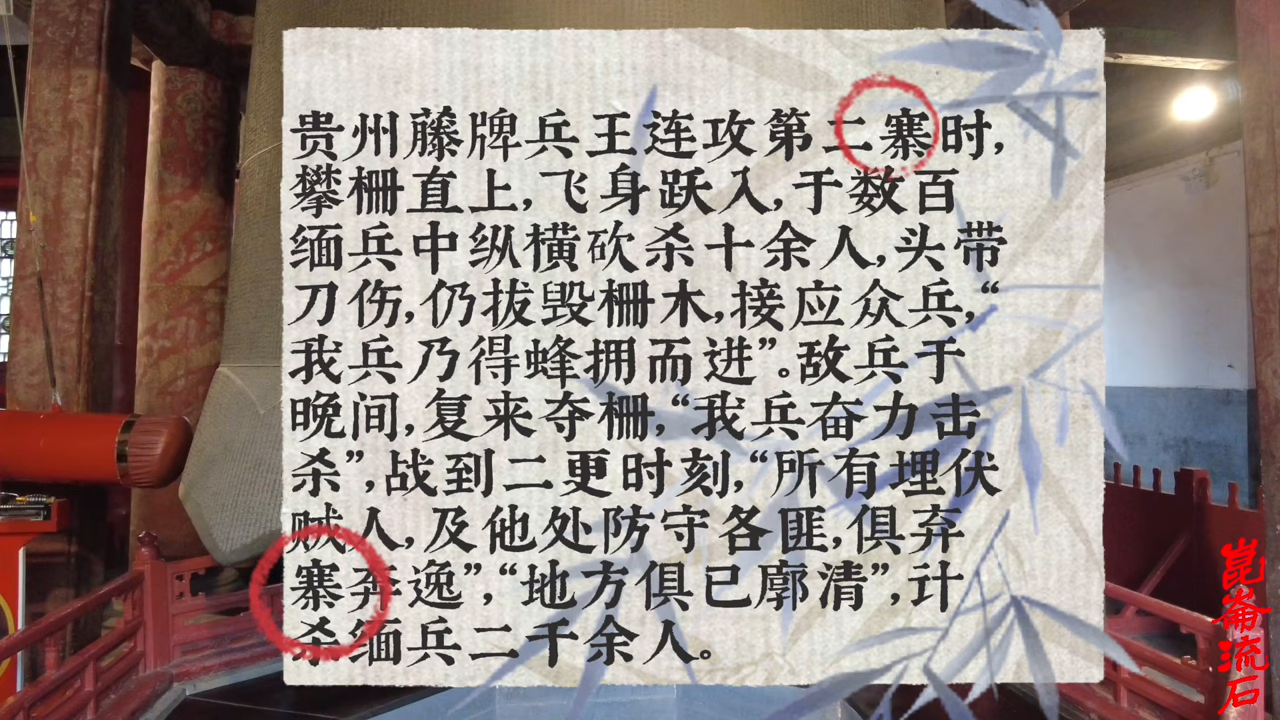 贵州藤牌兵王连攻第二寨时,
攀栅直上,飞身跃入,于数百
缅兵中纵横砍杀十余人,头带
刀伤,仍拔毁栅木,接应众兵,“
我兵乃得蜂拥而进”。敌兵于
晚间,复来夺栅,“我兵奋力击
杀”,战到二更时刻,“所有埋伏
贼人,及他处防守各匪,俱弃
寨奔逸”,“地方俱已廓清”,计
杀缅兵二千余人。
崑崙流石